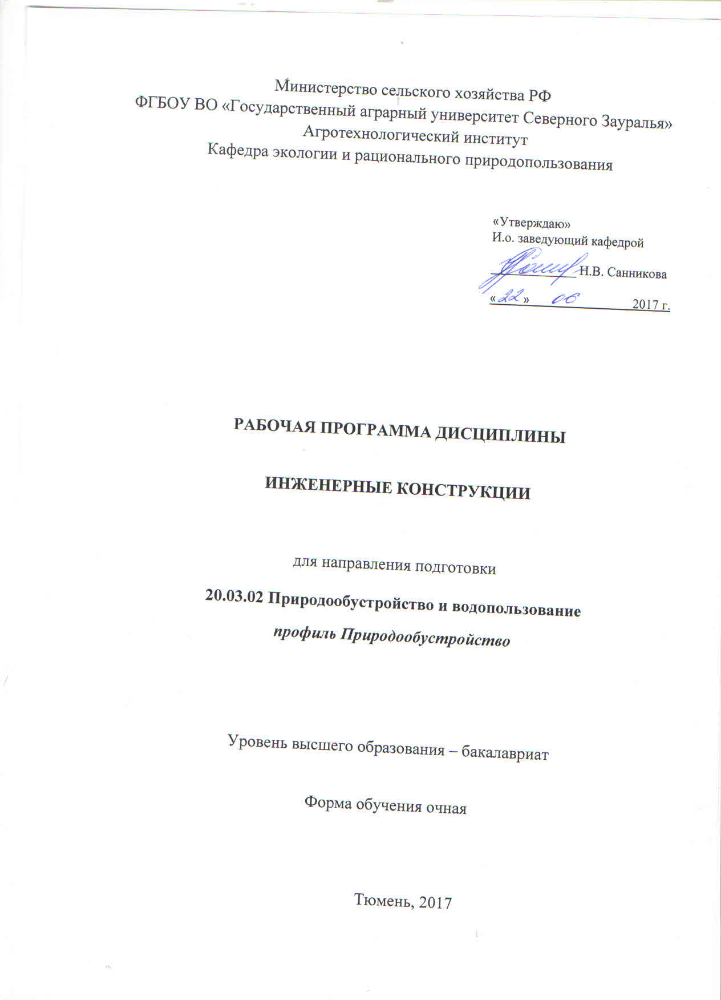 Министерство сельского хозяйства РФ
ФГБОУ ВО «Государственный аграрный университет Северного Зауралья»
Агротехнологический институт
Кафедра экологии и рационального природопользования
«Утверждаю»
И.о. заведующий кафедрой
Н.В. Санникова
« 22 » 06 2017 г.
РАБОЧАЯ ПРОГРАММА ДИСЦИПЛИНЫ
ИНЖЕНЕРНЫЕ КОНСТРУКЦИИ
для направления подготовки
20.03.02 Природообустройство и водопользование
профиль Природообустройство
Уровень высшего образования – бакалавриат
Форма обучения очная
Тюмень, 2017